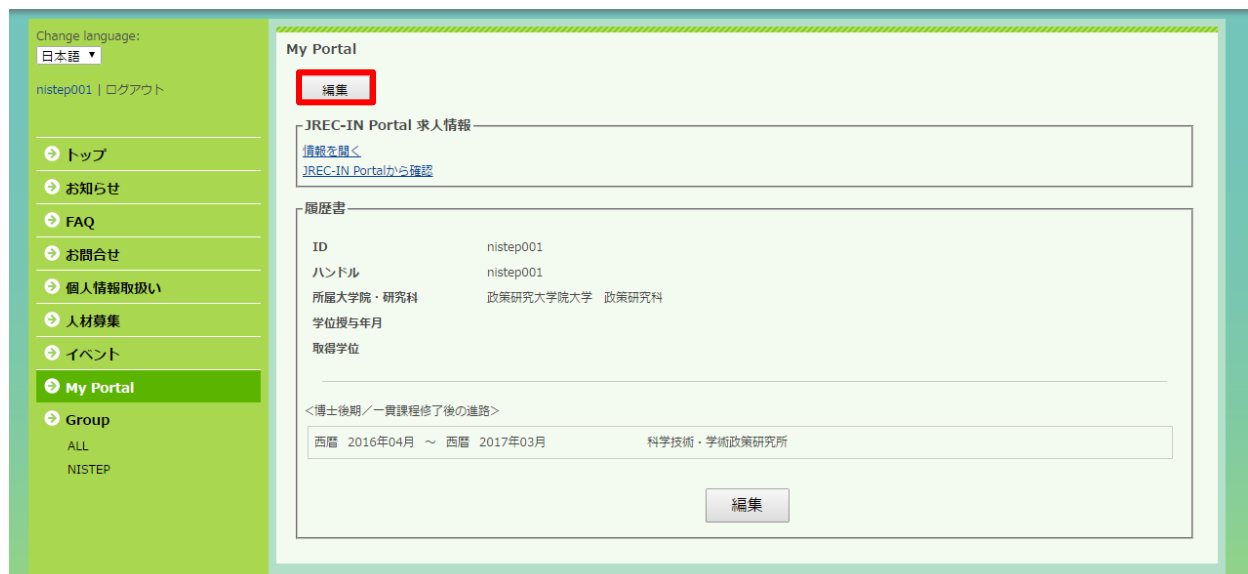 Change language:
日本語 ▼
nistep001 | ログアウト
トップ
お知らせ
FAQ
お問合せ
個人情報取扱い
人材募集
イベント
My Portal
Group
ALL
NISTEP
My Portal
編集
JREC-IN Portal 求人情報
情報を開く
JREC-IN Portalから確認
履歴書
ID nistep001
ハンドル nistep001
所属大学院・研究科 政策研究大学院大学 政策研究科
学位授与年月
取得学位
<博士後期／一貫課程修了後の進路>
西暦 2016年04月 ～ 西暦 2017年03月 科学技術・学術政策研究所
編集